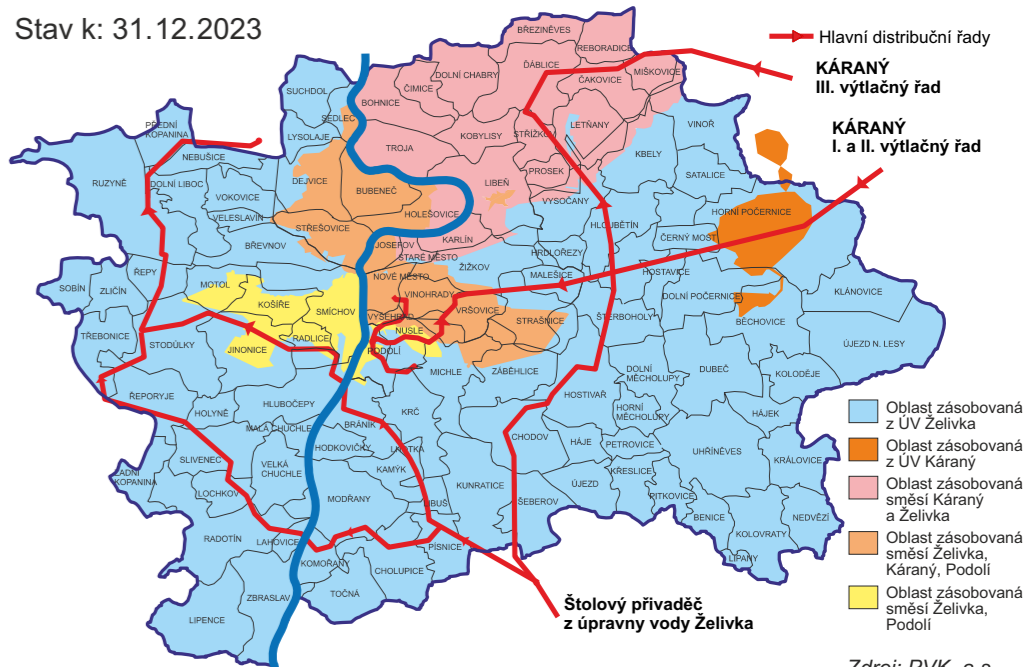 Stav k: 31.12.2023
Hlavní distribuční řady
KÁRANÝ
III. výtlačný řad
KÁRANÝ
I. a II. výtlačný řad
BŘEZINĚVES
ĎÁBLICE
ČAKOVICE
MIŠKOVICE
DOLNÍ CHABRY
ČIMICE
BOHNICE
SUCHDOL
SEDLEC
LYSOLAJE
PŘEDNÍ
KOPANINA
NEBUŠICE
RUZYNĚ
DOLNÍ LIBOC
VOKOVICE
VELESLAVÍN
DEJVICE
BUBENEČ
TROJA
KOBYLISY
STŘÍŽKOV
LETŇANY
PROSEK
LIBEŇ
VINOŘ
KBELY
SATALICE
VYSOČANY
HOLEŠOVICE
STŘEŠOVICE
BŘEVNOV
KARLÍN
JOSEFOV
STARÉ MĚSTO
HLOUBĚTÍN
HORNÍ POČERNICE
ČERNÝ MOST
HRDLOŘEZY
ŽIŽKOV
MALEŠICE
HOSTAVICE
NOVÉ MĚSTO
VINOHRADY
DOLNÍ POČERNICE
KLÁNOVICE
ŘEPY
SOBÍN
ZLIČÍN
MOTOL
KOŠÍŘE
SMÍCHOV
VYŠEHRAD
VRŠOVICE
STRAŠNICE
ŠTĚRBOHOLY
BĚCHOVICE
NUSLE
TŘEBONICE
STODŮLKY
RADLICE
JINONICE
PODOLÍ
MICHLE
ZÁBĚHLICE
ÚJEZD N. LESY
DOLNÍ
MĚCHOLUPY
DUBEČ
KOLODĚJE
ŘEPORYJE
HOLYNĚ
HLUBOČEPY
KRČ
HOSTIVAŘ
HORNÍ
MĚCHOLUPY
HÁJEK
MALÁ CHUCHLE
BRÁNÍK
HODKOVIČKY
LHOTKA
CHODOV
HÁJE
PETROVICE
UHŘÍNĚVES
KRÁLOVICE
SLIVENEC
VELKÁ
CHUCHLE
KAMÝK
ZADNÍ
KOPANINA
LOCHKOV
MODŘANY
LIBUŠ
KUNRATICE
ŠEBEROV
ÚJEZD
KŘESLICE
PITKOVICE
BENICE
NEDVĚZÍ
KOLOVRATY
LIPANY
RADOTÍN
LAHOVICE
KOMOŘANY
PÍSNICE
CHOLUPICE
TOČNÁ
ZBRASLAV
LIPENCE
Štolový přivaděč
z úpravny vody Želivka
Oblast zásobovaná
z ÚV Želivka
Oblast zásobovaná
z ÚV Káraný
Oblast zásobovaná
směsí Káraný
a Želivka
Oblast zásobovaná
směsí Želivka,
Káraný, Podolí
Oblast zásobovaná
směsí Želivka,
Podolí